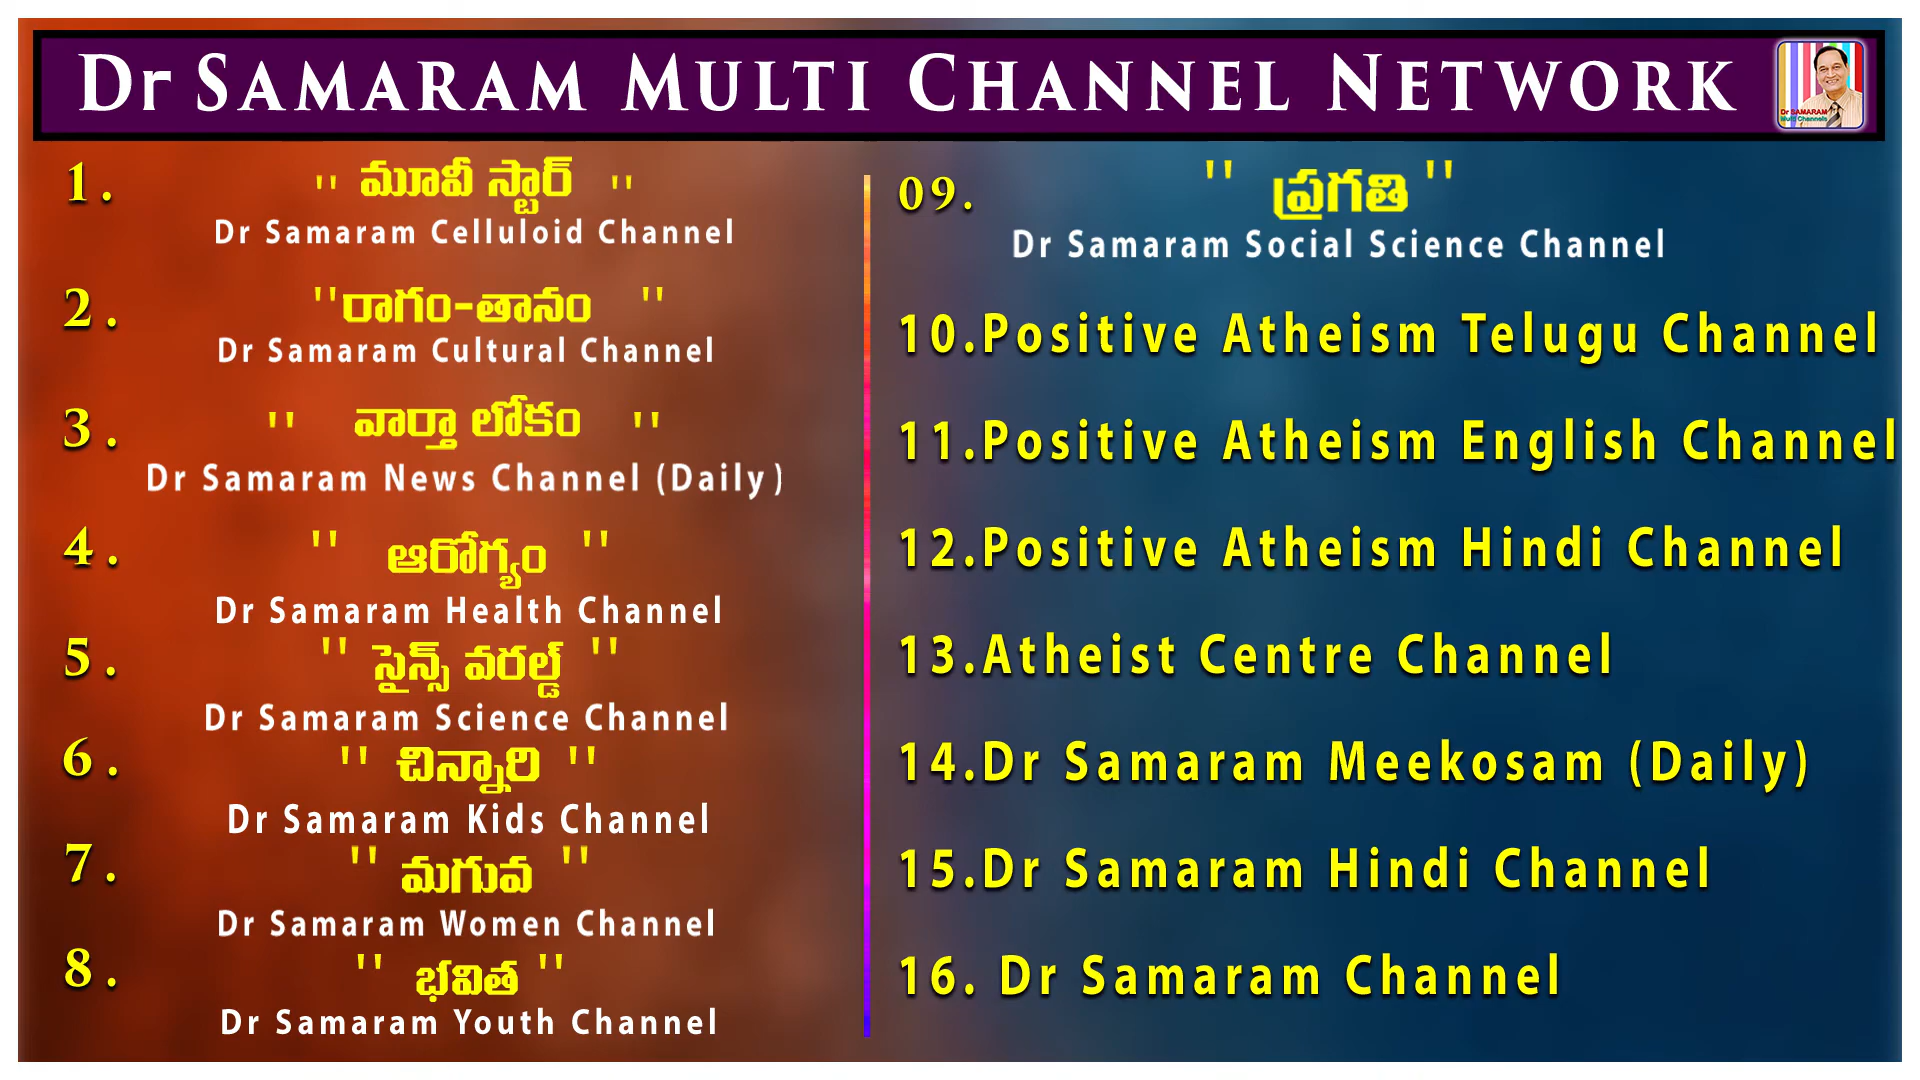 Dr SAMARAM MULTI CHANNEL NETWORK
Dr SAMARAM
Multi Channels
1. " మూవీ స్టార్ "
Dr Samaram Celluloid Channel
2. "రాగం-తానం "
Dr Samaram Cultural Channel
3. " వార్తా లోకం "
Dr Samaram News Channel (Daily)
4. " ఆరోగ్యం "
Dr Samaram Health Channel
5. " సైన్స్ వరల్డ్ "
Dr Samaram Science Channel
6. " చిన్నారి "
Dr Samaram Kids Channel
7. " మగువ "
Dr Samaram Women Channel
8. " భవిత "
Dr Samaram Youth Channel
09. " ప్రగతి "
Dr Samaram Social Science Channel
10.Positive Atheism Telugu Channel
11.Positive Atheism English Channel
12.Positive Atheism Hindi Channel
13.Atheist Centre Channel
14.Dr Samaram Meekosam (Daily)
15.Dr Samaram Hindi Channel
16. Dr Samaram Channel